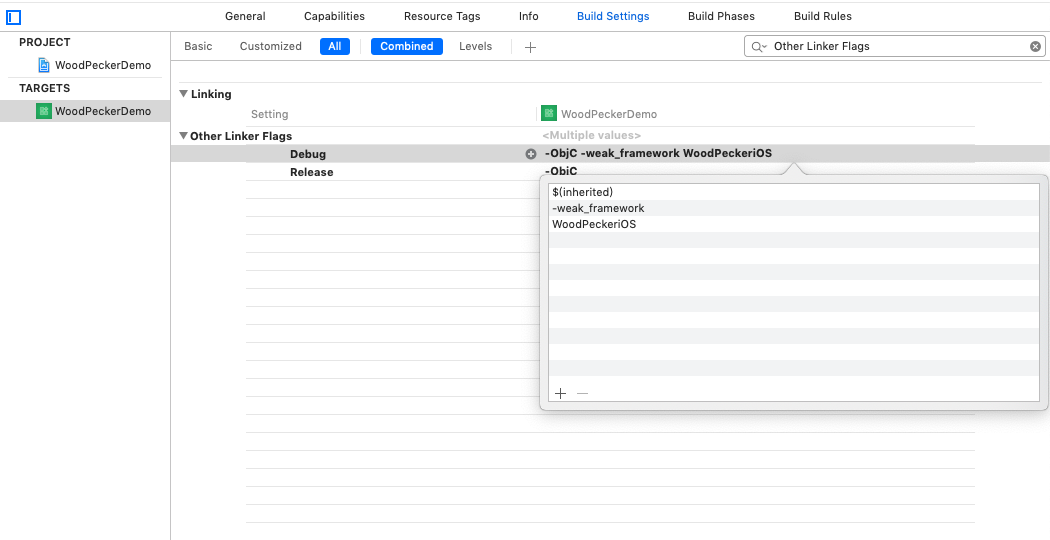 General Capabilities Resource Tags Info Build Settings Build Phases Build Rules
PROJECT
WoodPeckerDemo
TARGETS
WoodPeckerDemo
Basic Customized All Combined Levels Other Linker Flags
Linking
Setting WoodPeckerDemo
Other Linker Flags <Multiple values>
Debug -ObjC -weak_framework WoodPeckeriOS
Release -ObjC
$(inherited)
-weak_framework
WoodPeckeriOS